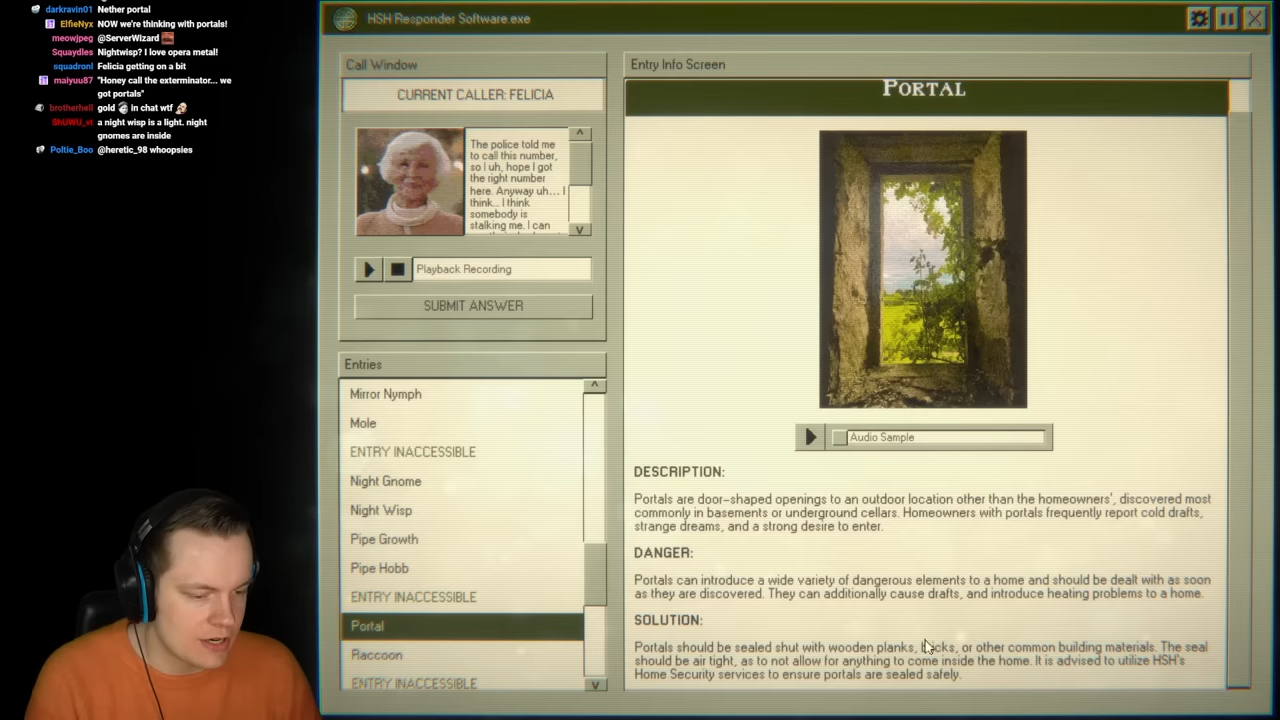 darkravin01 Nether portal
ElfieNyx NOW we're thinking with portals!
meowjpeg @ServerWizard
Squaydles Nightwisp? I love opera metal!
squadronl Felicia getting on a bit
maiyuu87 "Honey call the exterminator... we
got portals"
brotherhell gold in chat wtf
ShUWU_vt a night wisp is a light. night
gnomes are inside
Poltie_Boo @heretic_98 whoopsies
HSH Responder Software.exe
Call Window
CURRENT CALLER: FELICIA
The police told me
to call this number,
so I uh, hope I got
the right number
here. Anyway uh... I
think... I think
somebody is
stalking me. I can
Playback Recording
SUBMIT ANSWER
Entries
Mirror Nymph
Mole
ENTRY INACCESSIBLE
Night Gnome
Night Wisp
Pipe Growth
Pipe Hobb
ENTRY INACCESSIBLE
Portal
Raccoon
ENTRY INACCESSIBLE
Entry Info Screen
PORTAL
Audio Sample
DESCRIPTION:
Portals are door-shaped openings to an outdoor location other than the homeowners', discovered most
commonly in basements or underground cellars. Homeowners with portals frequently report cold drafts,
strange dreams, and a strong desire to enter.
DANGER:
Portals can introduce a wide variety of dangerous elements to a home and should be dealt with as soon
as they are discovered. They can additionally cause drafts, and introduce heating problems to a home.
SOLUTION:
Portals should be sealed shut with wooden planks, bricks, or other common building materials. The seal
should be air tight, as to not allow for anything to come inside the home. It is advised to utilize HSH's
Home Security services to ensure portals are sealed safely.